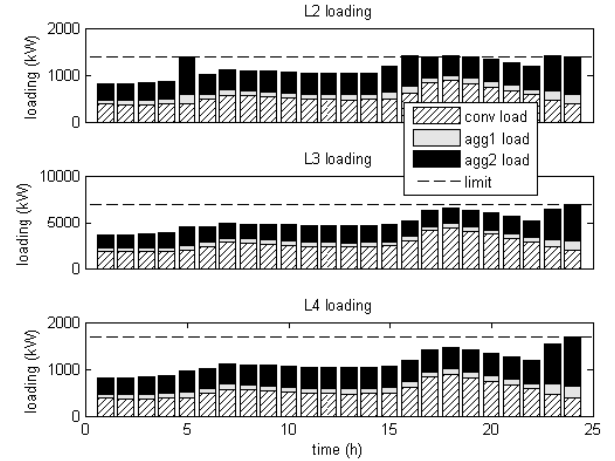 L2 loading
2000
1000
0
loading (kW)
conv load
agg1 load
agg2 load
limit
L3 loading
10000
5000
0
loading (kW)
L4 loading
2000
1000
0
loading (kW)
0 5 10 15 20 25
time (h)